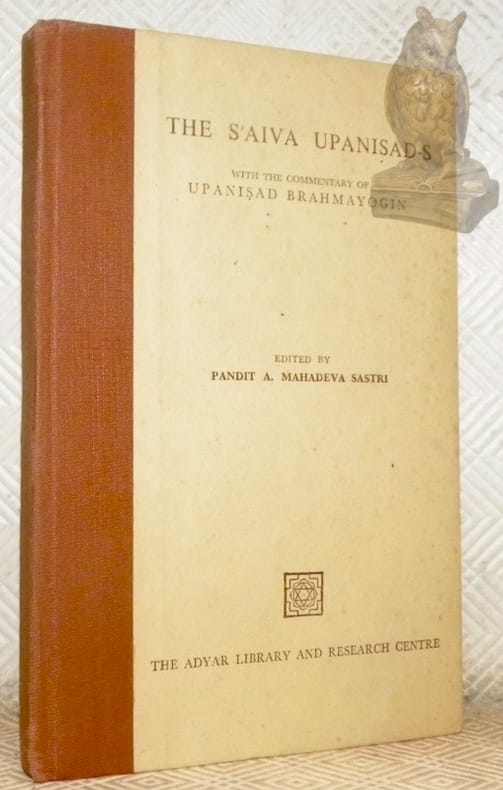 THE S'AIVA UPANIṢAD-S
WITH THE COMMENTARY OF
UPANIṢAD BRAHMAYOGIN
EDITED BY
PANDIT A. MAHADEVA SASTRI
THE ADYAR LIBRARY AND RESEARCH CENTRE